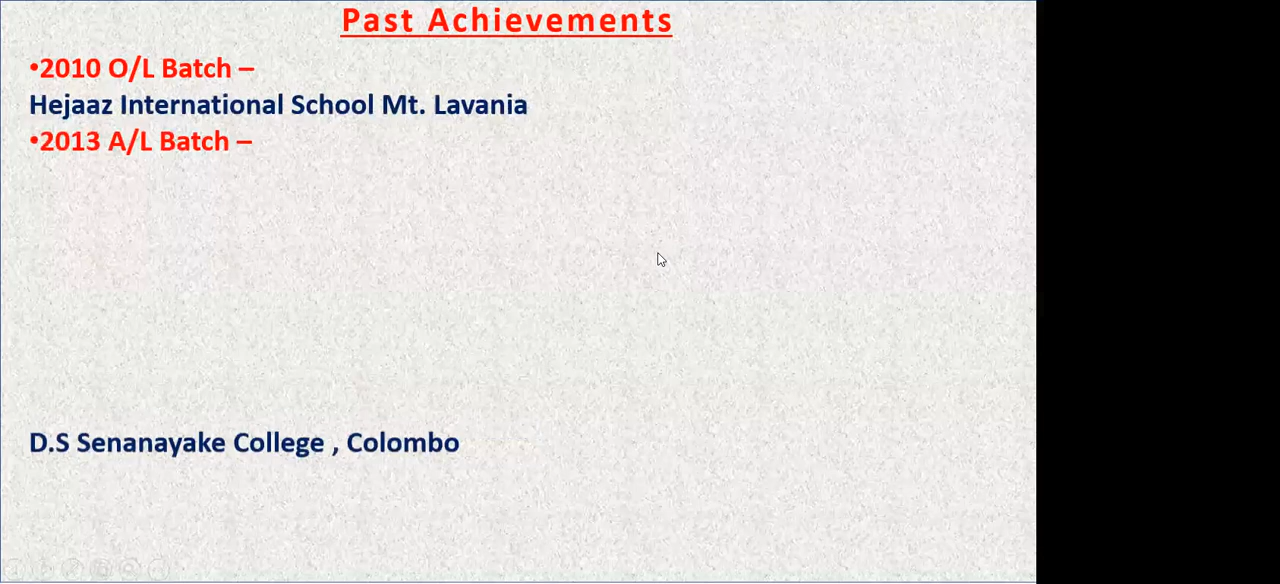 Past Achievements
•2010 O/L Batch –
Hejaaz International School Mt. Lavania
•2013 A/L Batch –
D.S Senanayake College , Colombo